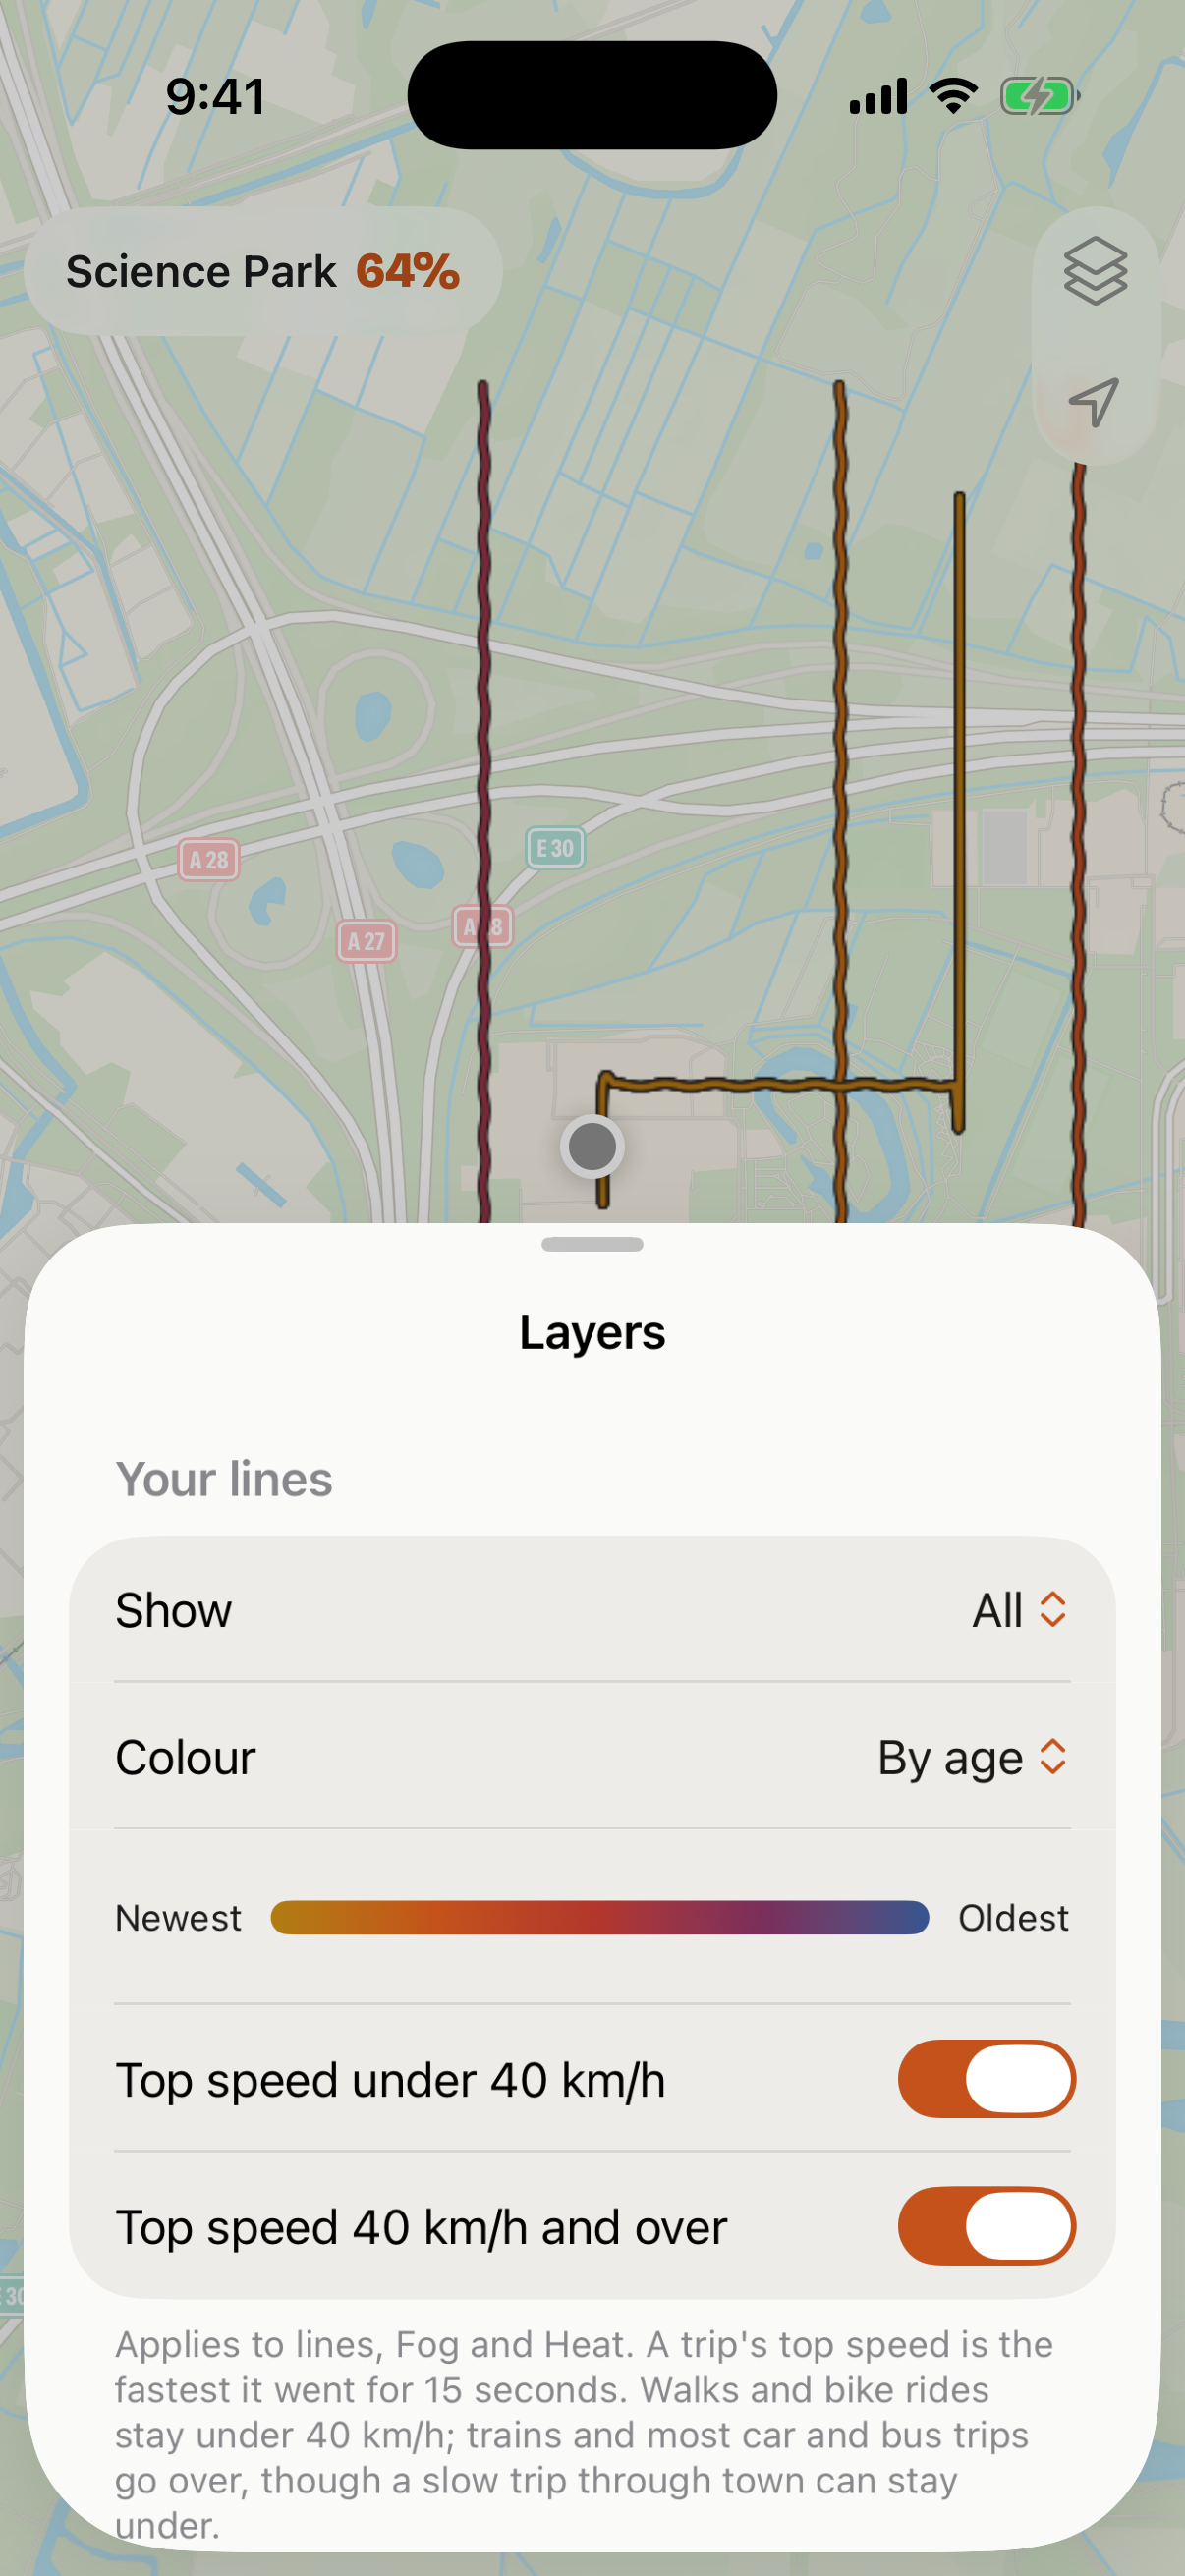 9:41
Science Park 64%
E 30
A 28
A 27
Layers
Your lines
Show All
Colour By age
Newest Oldest
Top speed under 40 km/h
Top speed 40 km/h and over
Applies to lines, Fog and Heat. A trip's top speed is the
fastest it went for 15 seconds. Walks and bike rides
stay under 40 km/h; trains and most car and bus trips
go over, though a slow trip through town can stay
under.